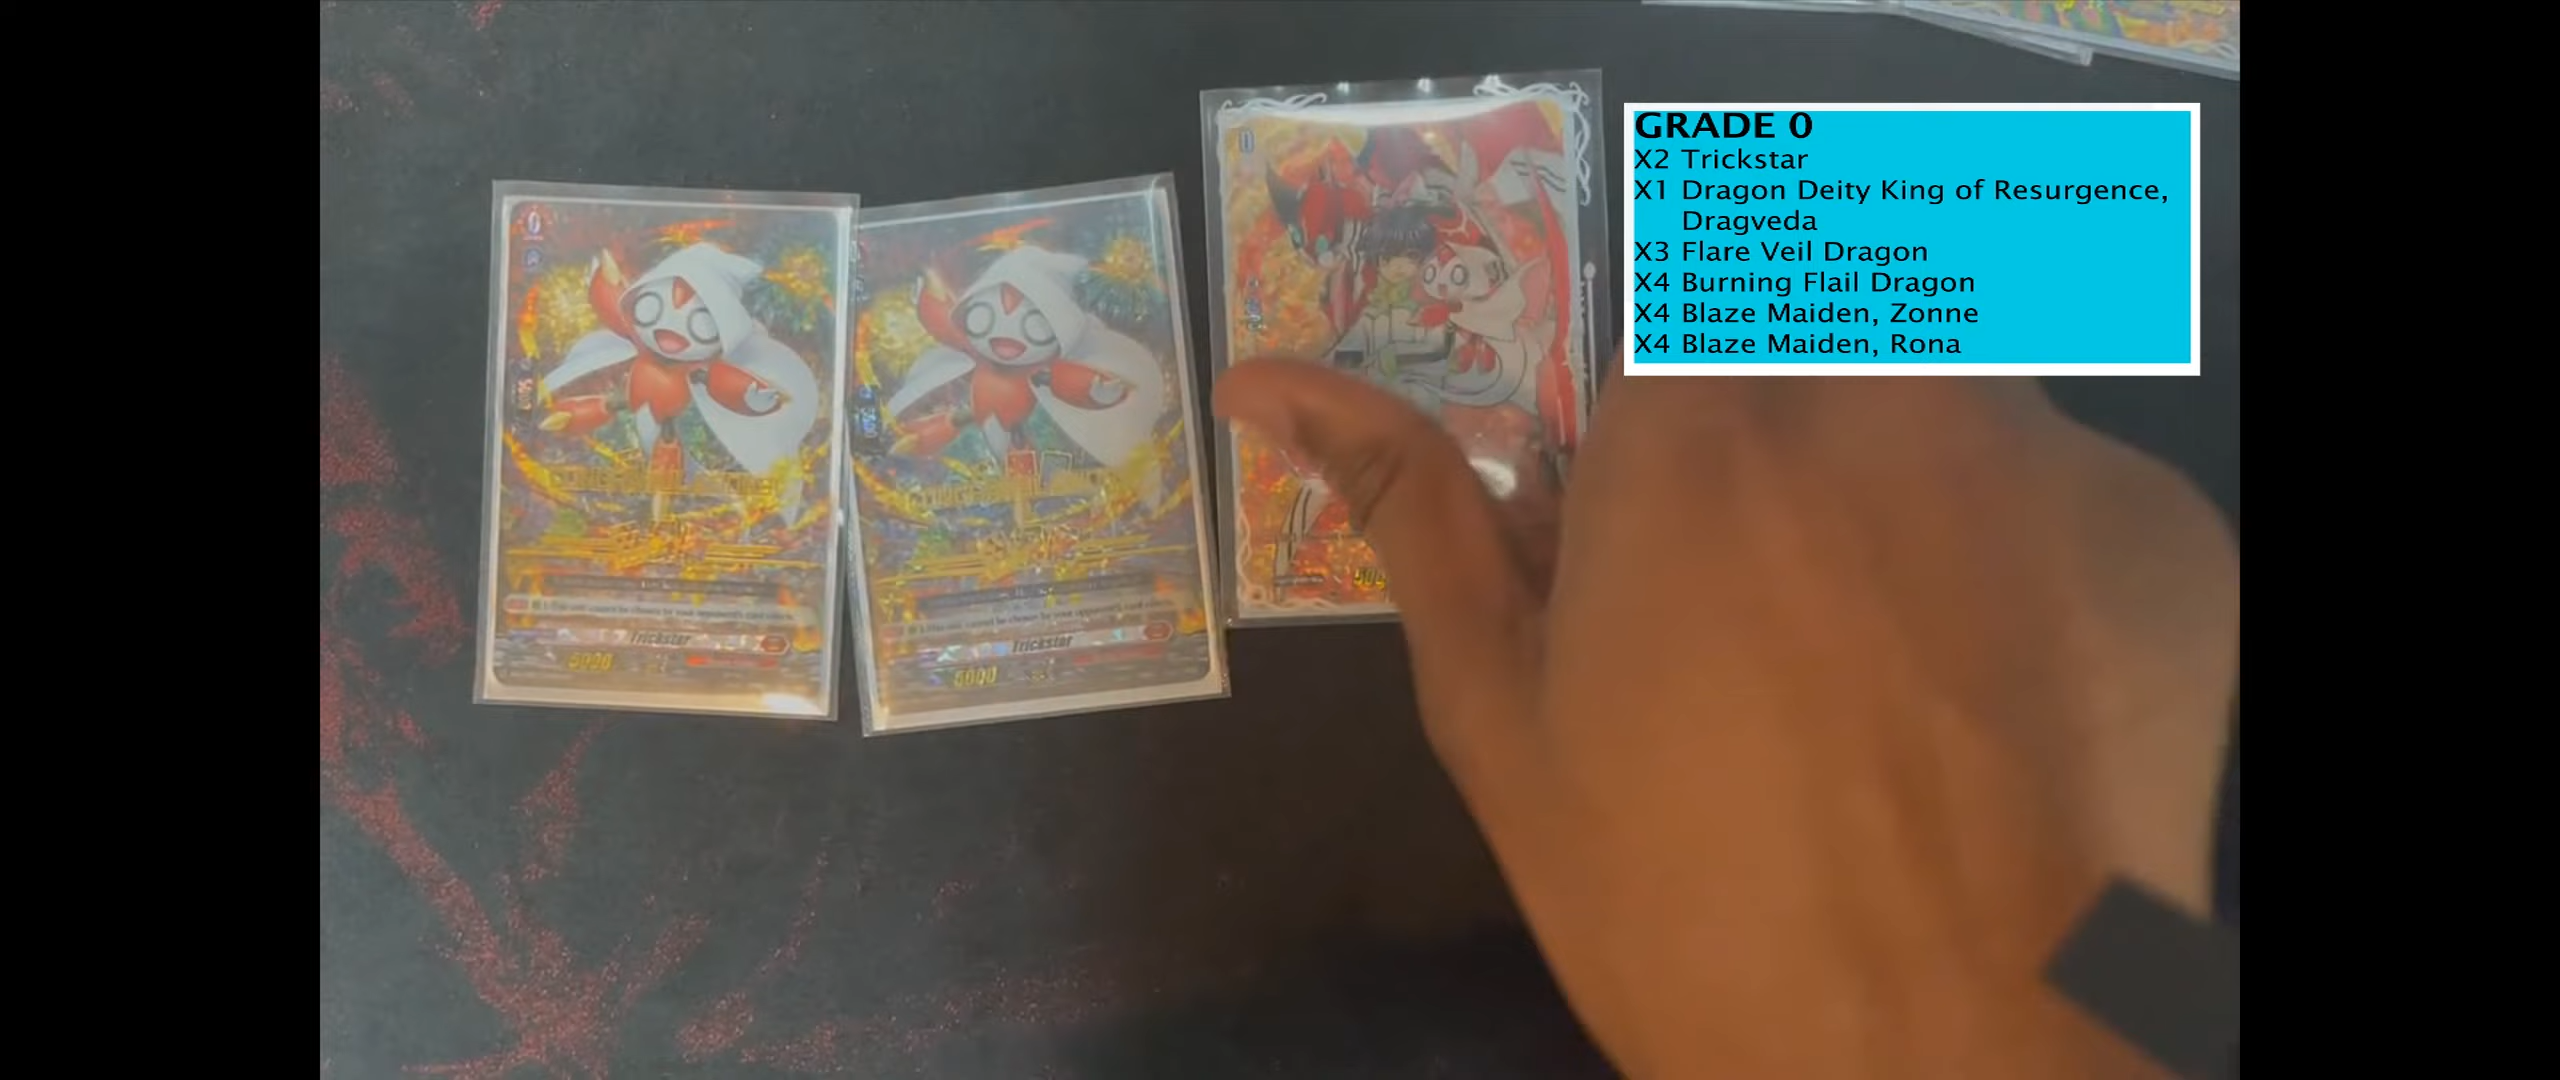 GRADE 0
X2 Trickstar
X1 Dragon Deity King of Resurgence,
Dragveda
X3 Flare Veil Dragon
X4 Burning Flail Dragon
X4 Blaze Maiden, Zonne
X4 Blaze Maiden, Rona
Trickstar
5000
Trickstar
5000